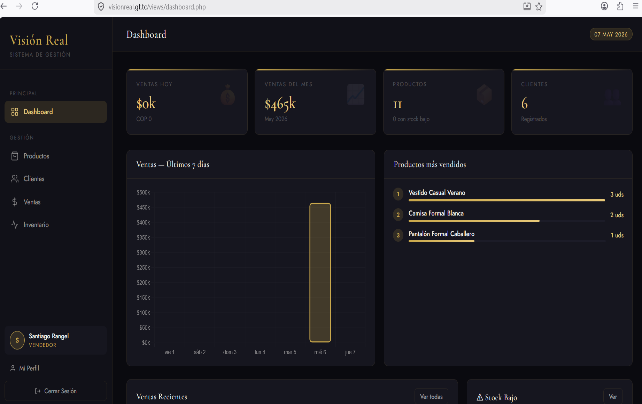 visionreal.gt.tc/views/dashboard.php
Visión Real
SISTEMA DE GESTIÓN
PRINCIPAL
Dashboard
GESTIÓN
Productos
Clientes
Ventas
Inventario
S
Santiago Rangel
VENDEDOR
Mi Perfil
Cerrar Sesión
Dashboard
07 MAY 2026
VENTAS HOY
$0k
COP 0
VENTAS DEL MES
$465k
May 2026
PRODUCTOS
11
0 con stock bajo
CLIENTES
6
Registrados
Ventas — Últimos 7 días
$500k
$450k
$400k
$350k
$300k
$250k
$200k
$150k
$100k
$50k
$0k
vie 1
sáb 2
dom 3
lun 4
mar 5
mié 6
jue 7
Productos más vendidos
1 Vestido Casual Verano 3 uds
2 Camisa Formal Blanca 2 uds
3 Pantalón Formal Caballero 1 uds
Ventas Recientes
Ver todas
Stock Bajo
Ver